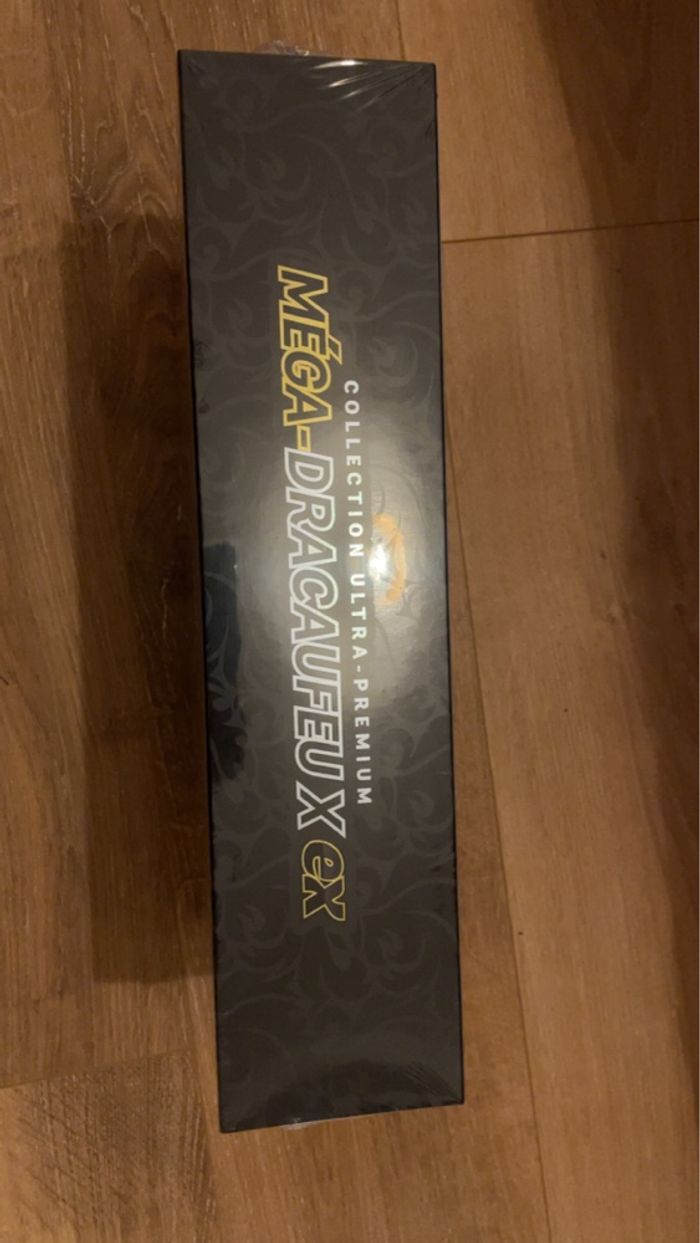 COLLECTION ULTRA-PREMIUM
MÉGA-DRACAUFEU X ex